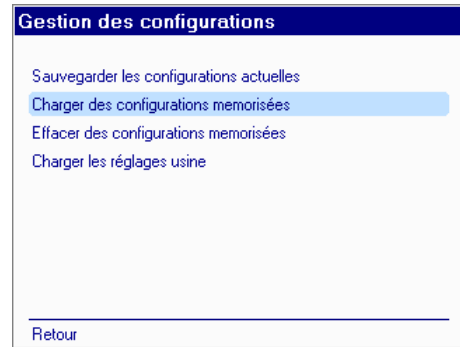 Gestion des configurations
Sauvegarder les configurations actuelles
Charger des configurations memorisées
Effacer des configurations memorisées
Charger les réglages usine
Retour